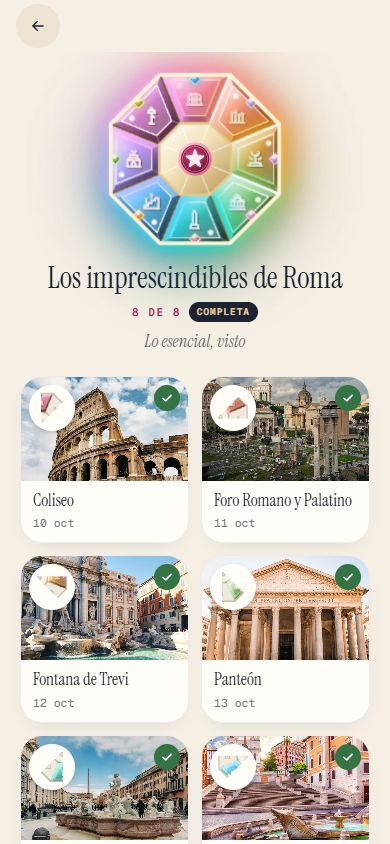 Los imprescindibles de Roma
8 DE 8 COMPLETA
Lo esencial, visto
Coliseo
10 oct
Foro Romano y Palatino
11 oct
Fontana de Trevi
12 oct
Panteón
13 oct